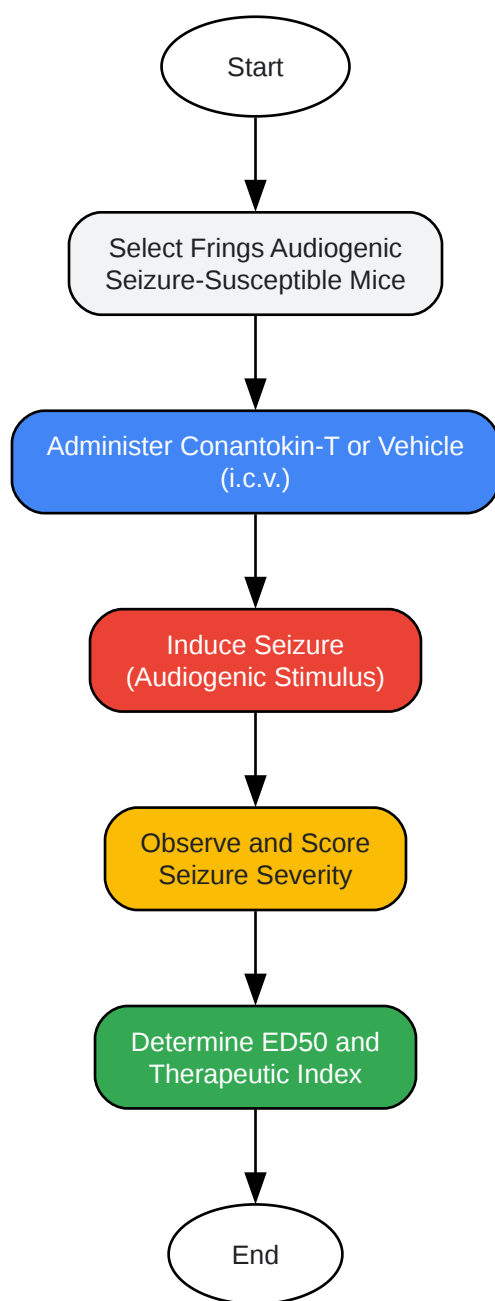 Start
Select Frings Audiogenic
Seizure-Susceptible Mice
Administer Conantokin-T or Vehicle
(i.c.v.)
Induce Seizure
(Audiogenic Stimulus)
Observe and Score
Seizure Severity
Determine ED50 and
Therapeutic Index
End